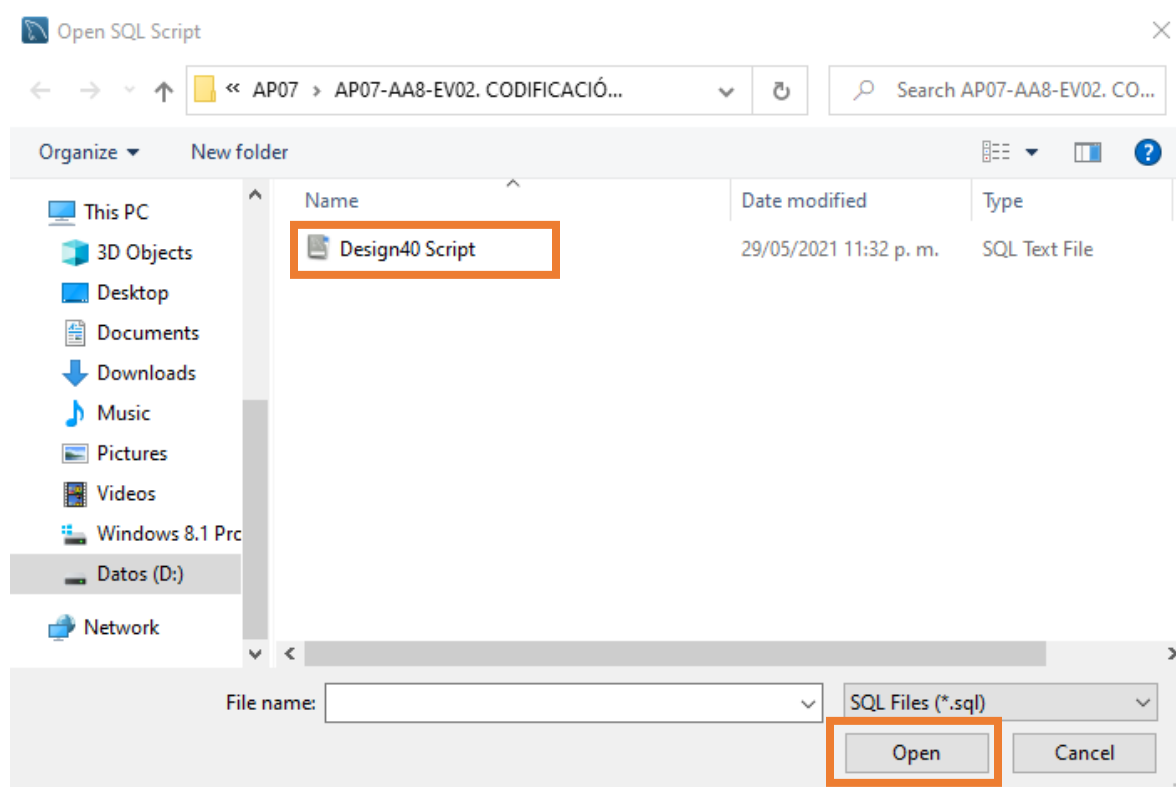 Open SQL Script
« AP07 › AP07-AA8-EV02. CODIFICACIÓ... Search AP07-AA8-EV02. CO...
Organize New folder
Name Date modified Type
Design40 Script 29/05/2021 11:32 p. m. SQL Text File
This PC
3D Objects
Desktop
Documents
Downloads
Music
Pictures
Videos
Windows 8.1 Prc
Datos (D:)
Network
File name: SQL Files (*.sql)
Open Cancel